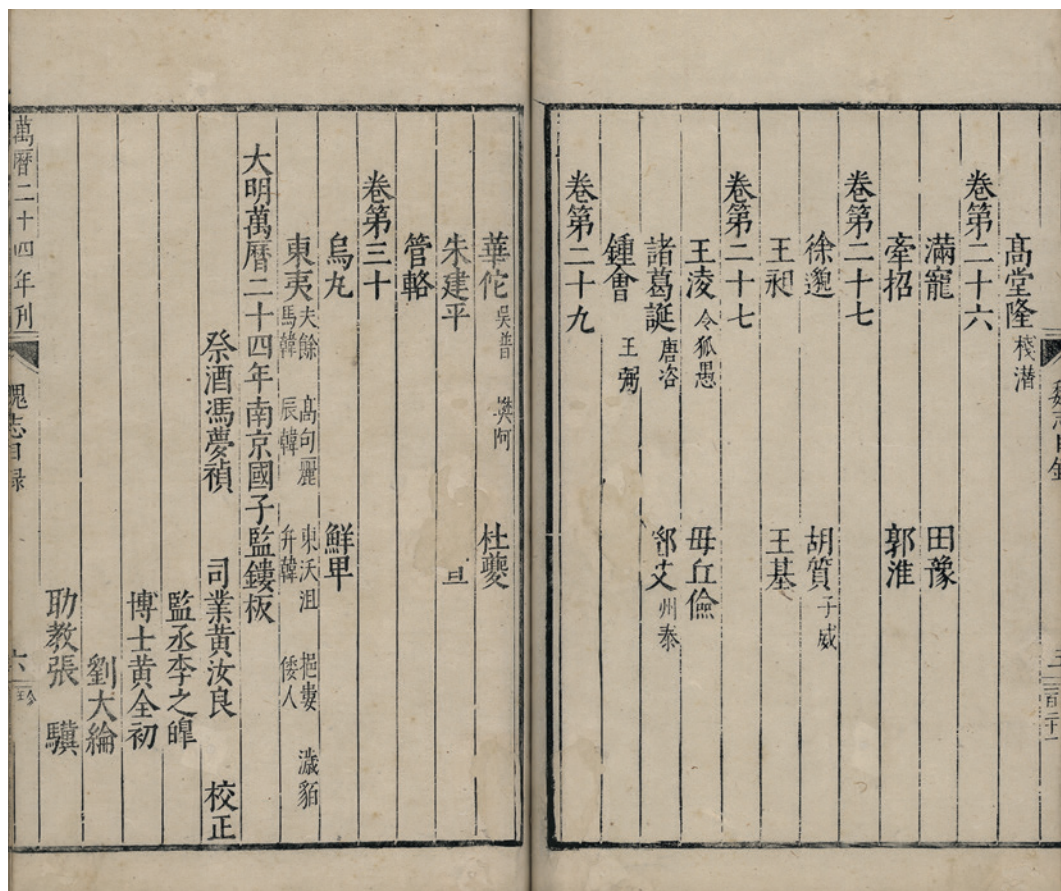 高堂隆 棧潛
卷第二十六
滿寵 田豫
牽招 郭淮
卷第二十七
徐邈 胡質 子威
王昶 王基
卷第二十七
王淩 令狐愚 毋丘儉
諸葛誕 唐咨 鄧艾 州泰
鍾會 王弼
卷第二十九
華佗 吳普 樊阿 杜夔
朱建平
管輅
卷第三十
烏丸 鮮卑
東夷 夫餘 高句麗 東沃沮 挹婁 濊貊
馬韓 辰韓 弁韓 倭人
大明萬曆二十四年南京國子監鏤板
祭酒馮夢禎 司業黃汝良 校正
監丞李之皥
博士黃全初
劉大綸
助教張 驥
萬曆二十四年刊 魏志目錄 六